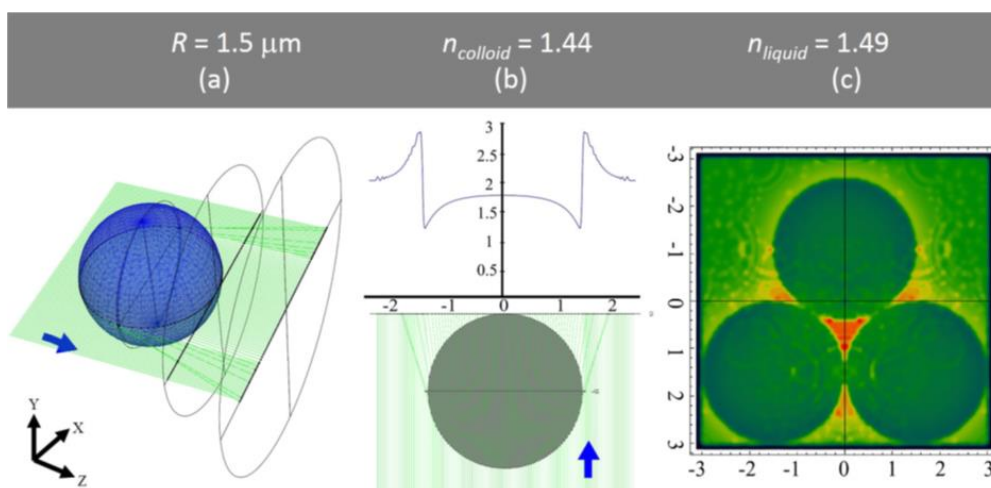 R = 1.5 μm n_colloid = 1.44 n_liquid = 1.49
(a) (b) (c)
3
2.5
2
1.5
1
0.5
-2 -1 0 1 2
Y
X
Z
-3
-2
-1
0
1
2
3
-3 -2 -1 0 1 2 3